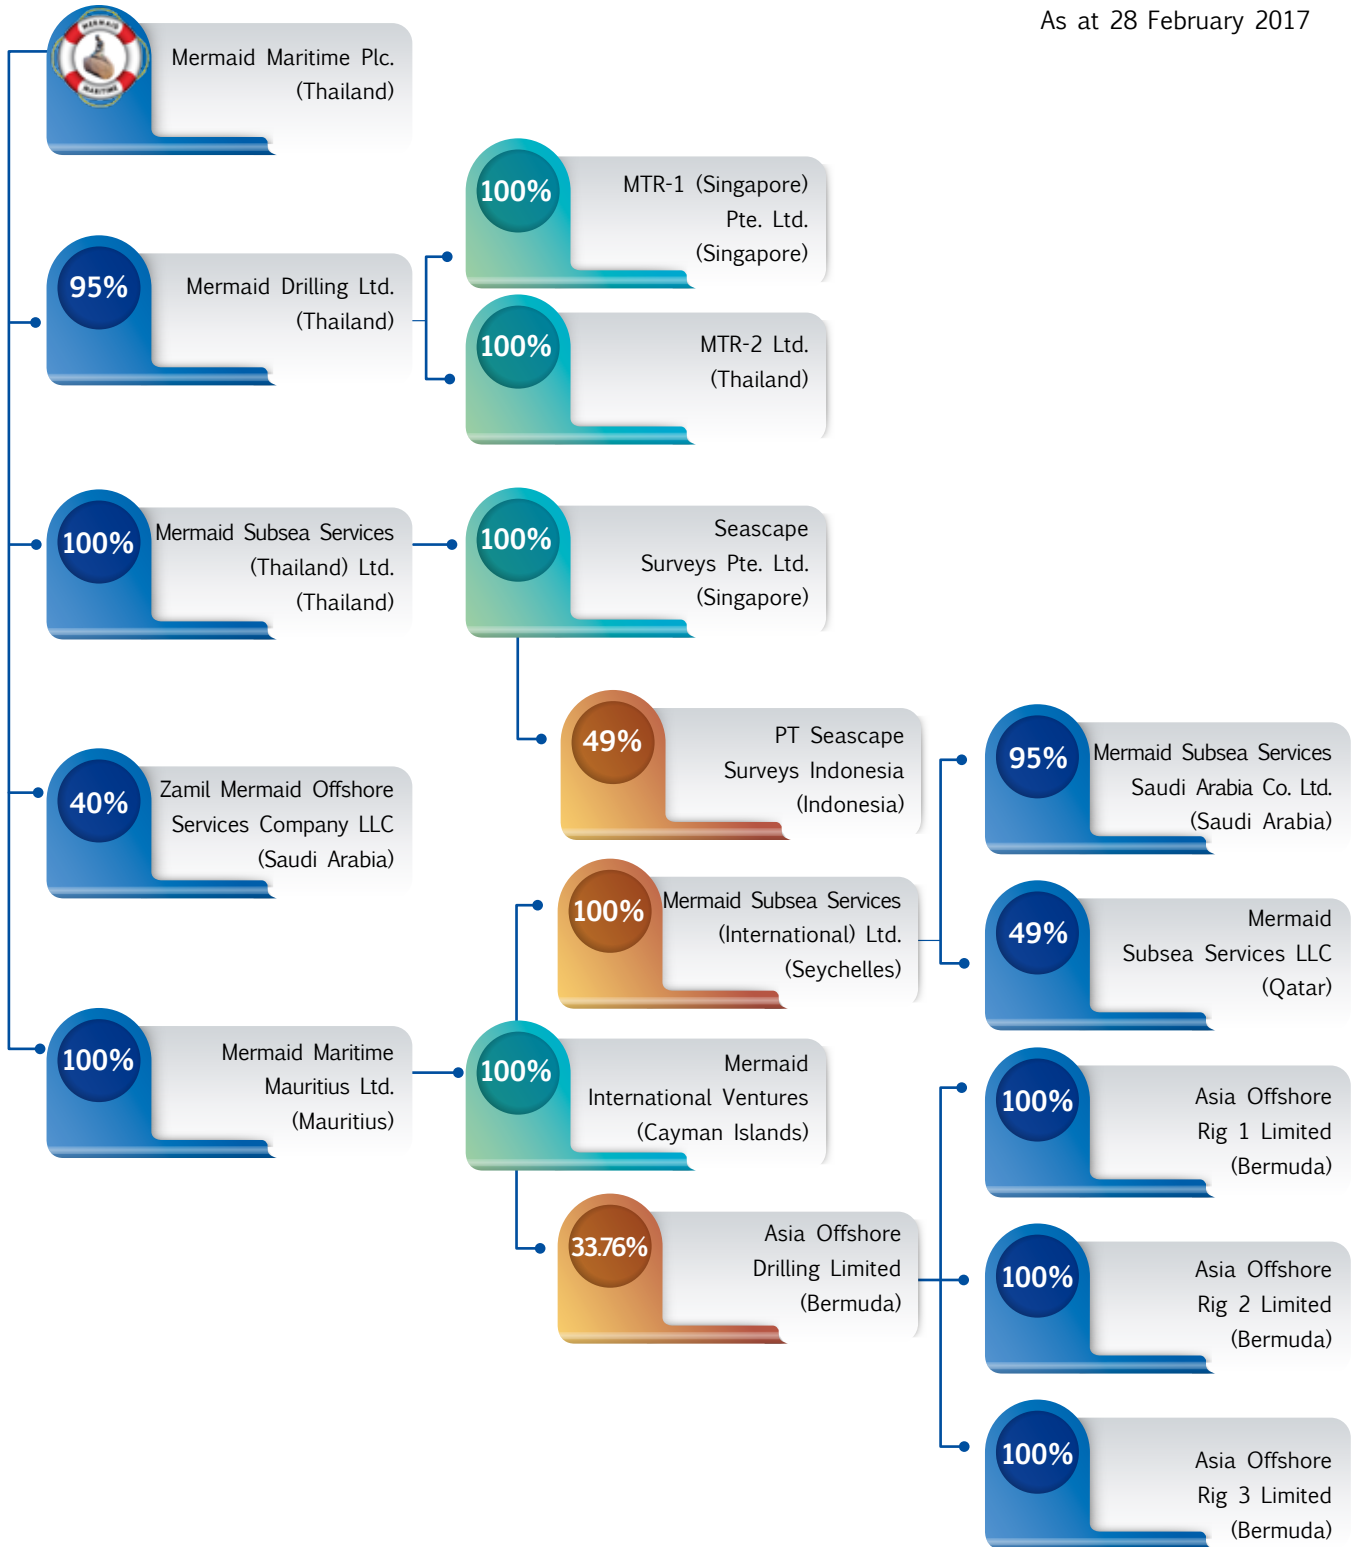 As at 28 February 2017
MERMAID
MARITIME
Mermaid Maritime Plc.
(Thailand)
95%
Mermaid Drilling Ltd.
(Thailand)
100%
MTR-1 (Singapore)
Pte. Ltd.
(Singapore)
100%
MTR-2 Ltd.
(Thailand)
100%
Mermaid Subsea Services
(Thailand) Ltd.
(Thailand)
100%
Seascape
Surveys Pte. Ltd.
(Singapore)
49%
PT Seascape
Surveys Indonesia
(Indonesia)
40%
Zamil Mermaid Offshore
Services Company LLC
(Saudi Arabia)
100%
Mermaid Maritime
Mauritius Ltd.
(Mauritius)
100%
Mermaid
International Ventures
(Cayman Islands)
100%
Mermaid Subsea Services
(International) Ltd.
(Seychelles)
95%
Mermaid Subsea Services
Saudi Arabia Co. Ltd.
(Saudi Arabia)
49%
Mermaid
Subsea Services LLC
(Qatar)
33.76%
Asia Offshore
Drilling Limited
(Bermuda)
100%
Asia Offshore
Rig 1 Limited
(Bermuda)
100%
Asia Offshore
Rig 2 Limited
(Bermuda)
100%
Asia Offshore
Rig 3 Limited
(Bermuda)